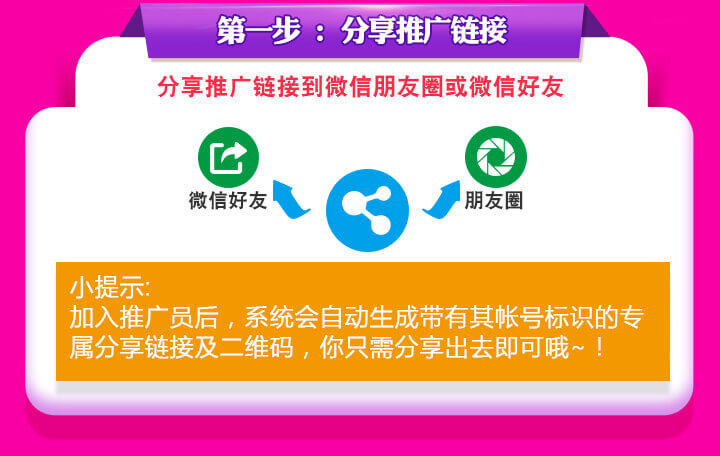 第一步 : 分享推广链接
分享推广链接到微信朋友圈或微信好友
微信好友
朋友圈
小提示:
加入推广员后，系统会自动生成带有其帐号标识的专
属分享链接及二维码，你只需分享出去即可哦~！